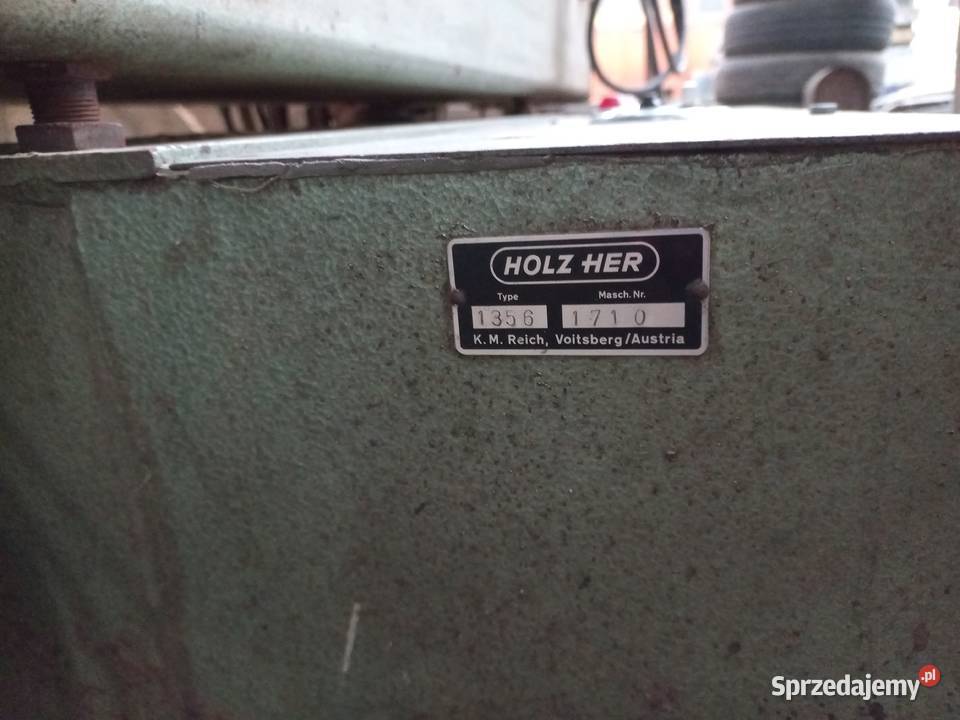 HOLZ HER
Type Masch. Nr.
1356 1710
K. M. Reich, Voitsberg/Austria
Sprzedajemy.pl